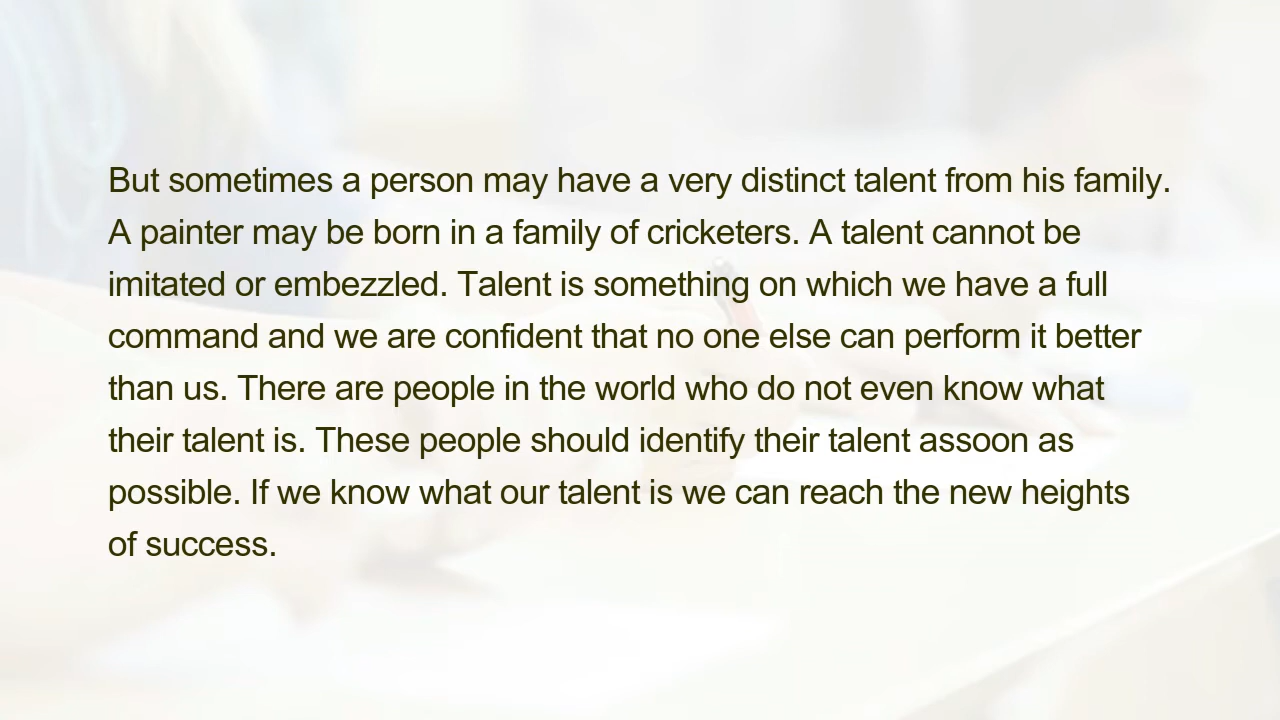 But sometimes a person may have a very distinct talent from his family.
A painter may be born in a family of cricketers. A talent cannot be
imitated or embezzled. Talent is something on which we have a full
command and we are confident that no one else can perform it better
than us. There are people in the world who do not even know what
their talent is. These people should identify their talent assoon as
possible. If we know what our talent is we can reach the new heights
of success.